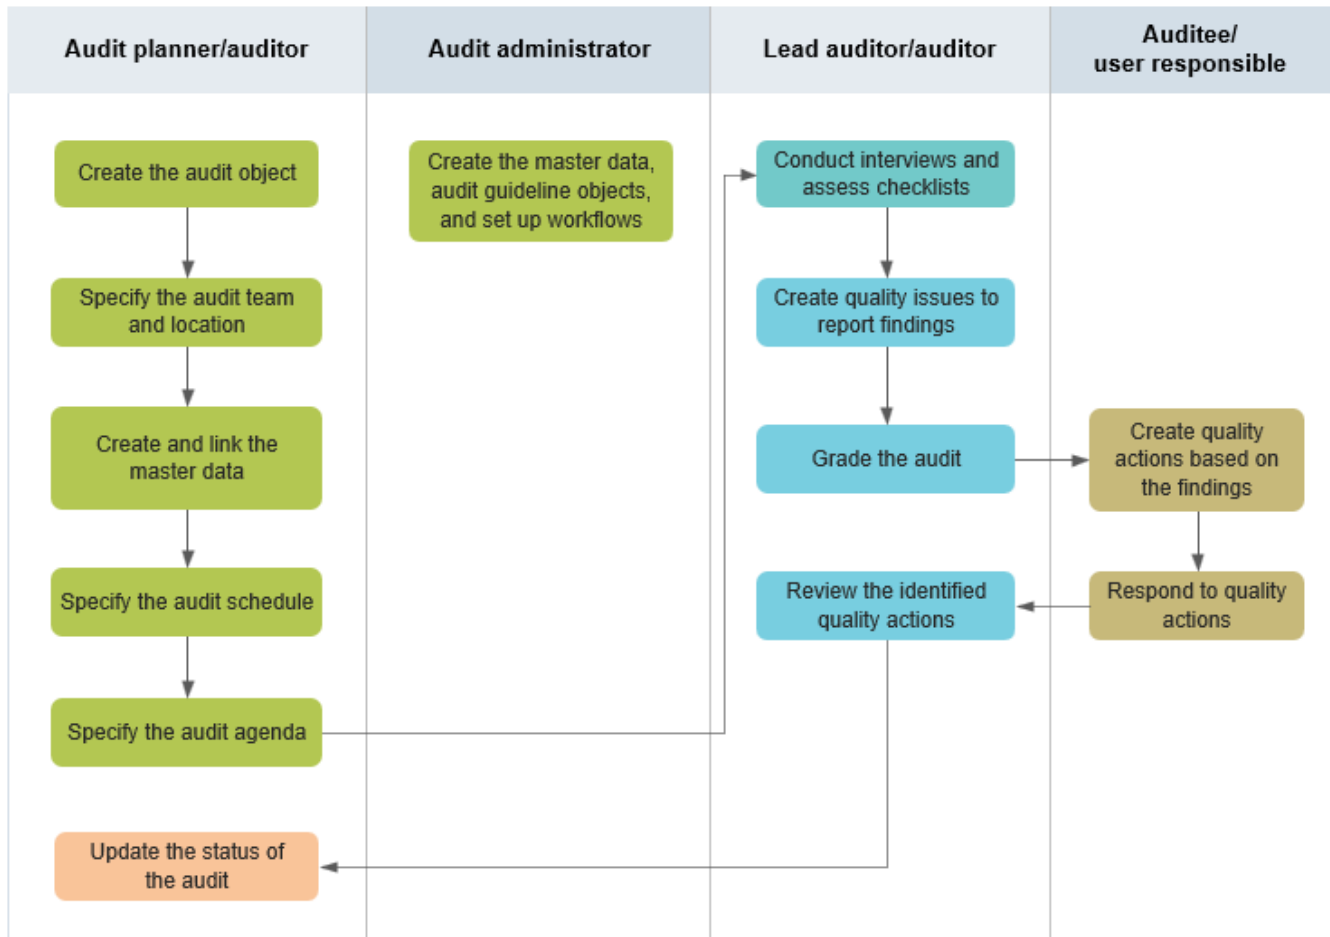 Audit planner/auditor
Audit administrator
Lead auditor/auditor
Auditee/
user responsible
Create the audit object
Specify the audit team
and location
Create and link the
master data
Specify the audit schedule
Specify the audit agenda
Update the status of
the audit
Create the master data,
audit guideline objects,
and set up workflows
Conduct interviews and
assess checklists
Create quality issues to
report findings
Grade the audit
Review the identified
quality actions
Create quality
actions based on
the findings
Respond to quality
actions